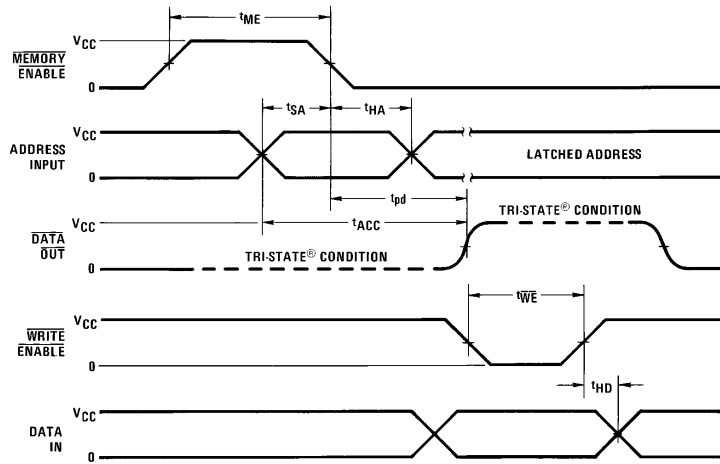 tME
VCC
MEMORY
ENABLE
0
tSA
tHA
VCC
ADDRESS
INPUT
LATCHED ADDRESS
0
tpd
tACC
VCC
TRI-STATE® CONDITION
DATA
OUT
TRI-STATE® CONDITION
0
tWE
VCC
WRITE
ENABLE
0
tHD
VCC
DATA
IN
0